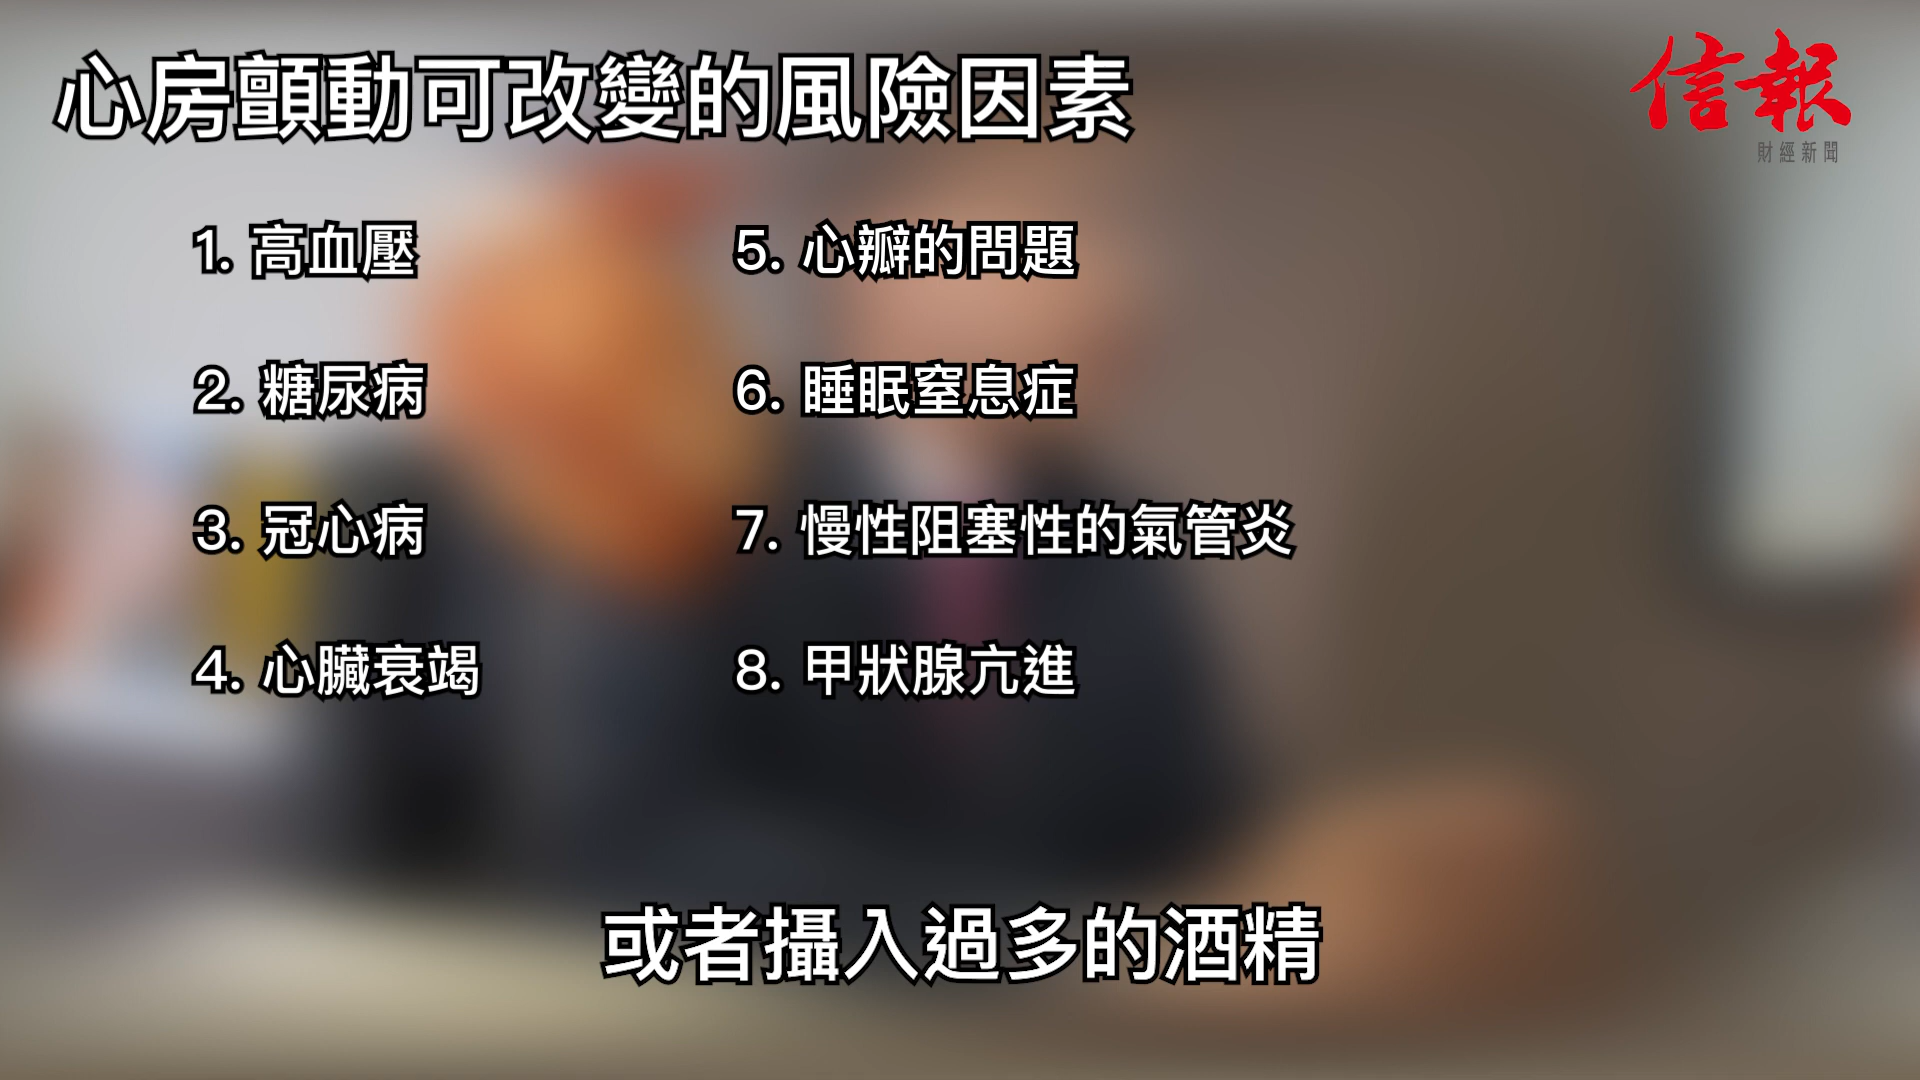 心房顫動可改變的風險因素
信報
財經新聞
1. 高血壓
2. 糖尿病
3. 冠心病
4. 心臟衰竭
5. 心瓣的問題
6. 睡眠窒息症
7. 慢性阻塞性的氣管炎
8. 甲狀腺亢進
或者攝入過多的酒精